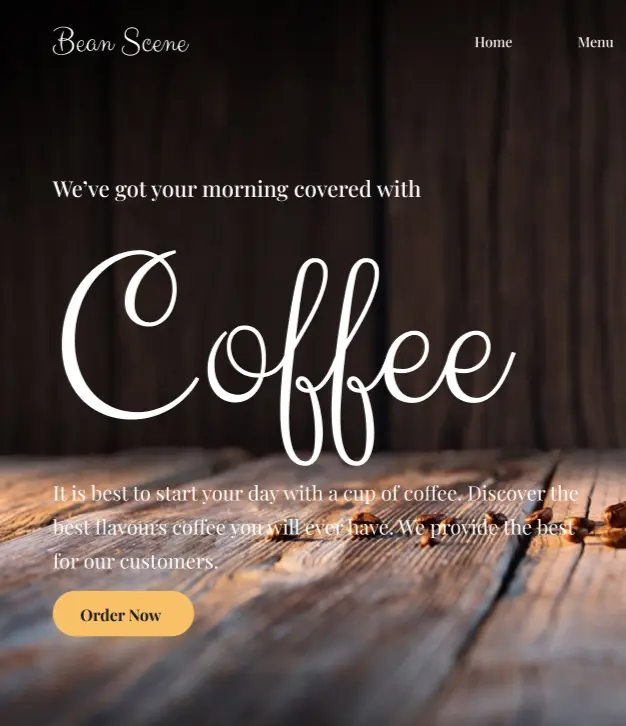 Bean Scene
Home Menu
We’ve got your morning covered with
Coffee
It is best to start your day with a cup of coffee. Discover the
best flavours coffee you will ever have. We provide the best
for our customers.
Order Now